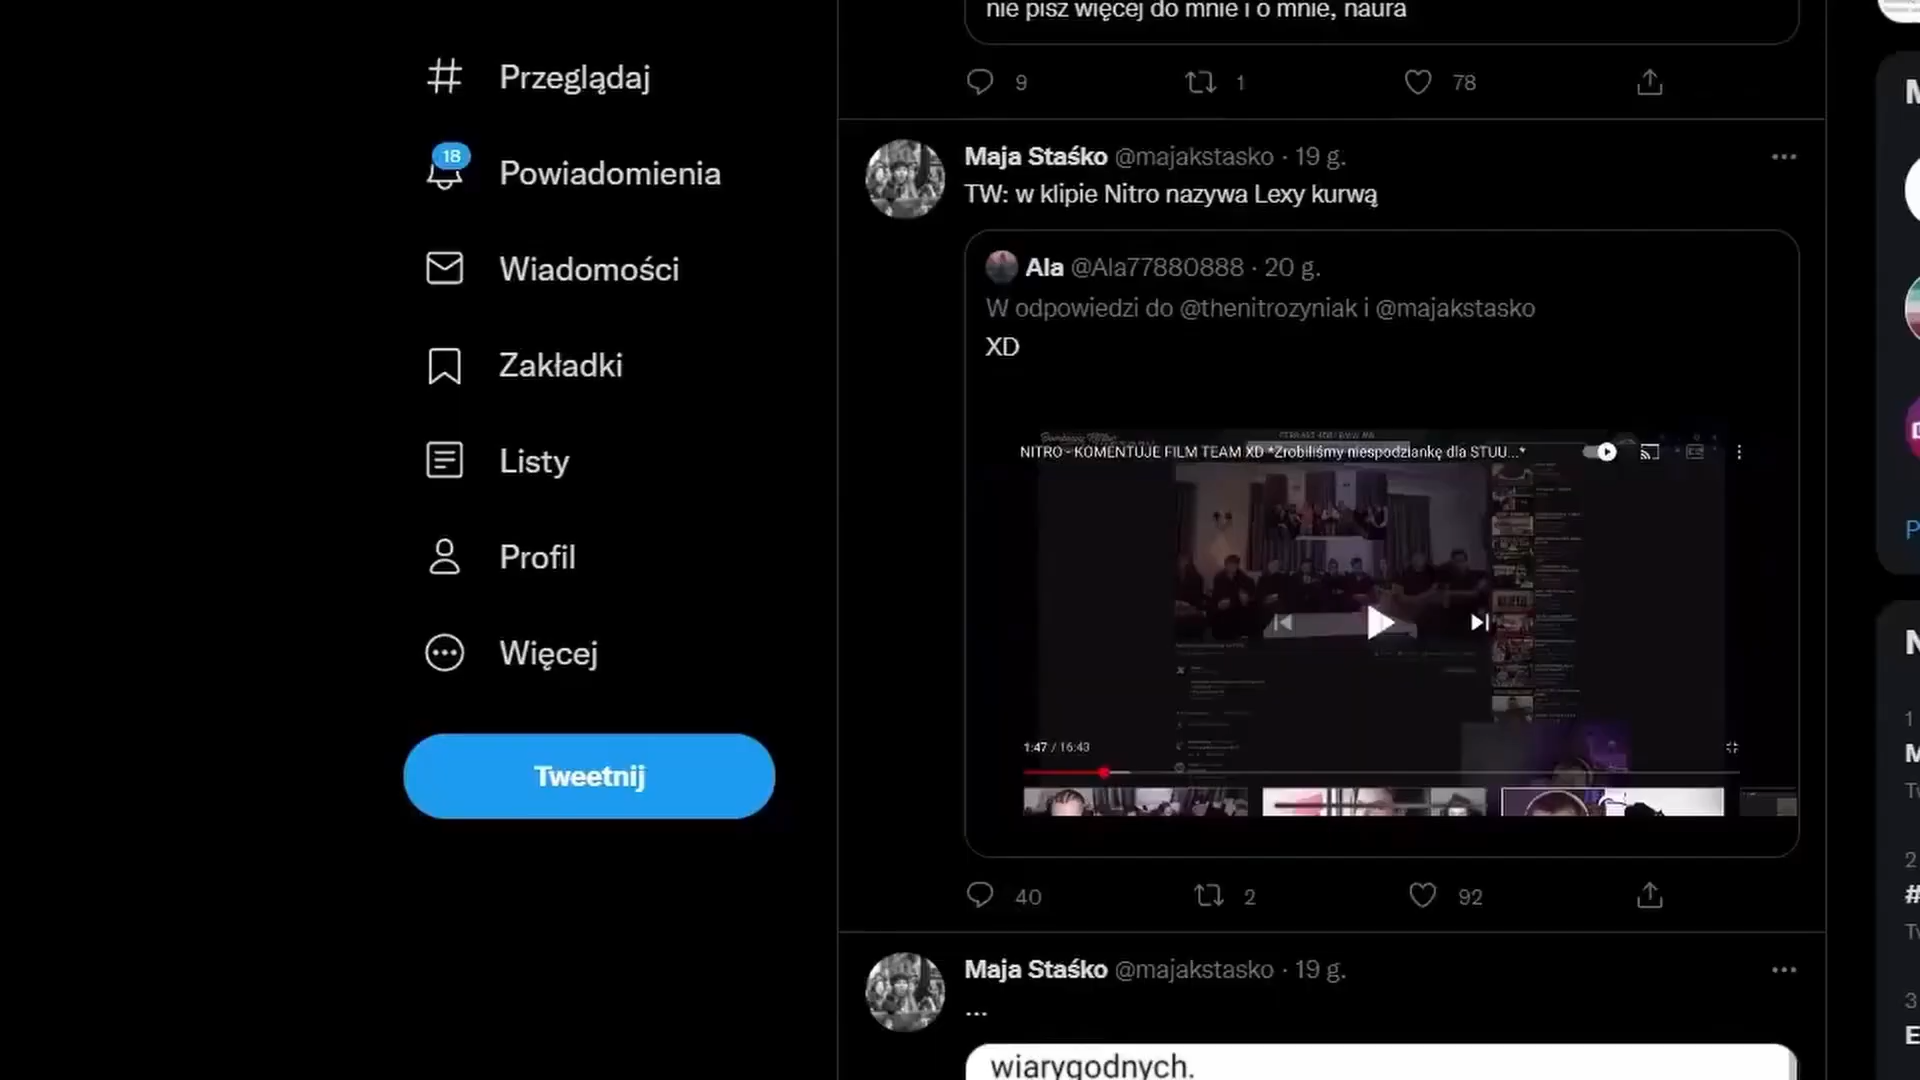 nie pisz więcej do mnie i o mnie, naura
9 1 78
Przeglądaj
18
Powiadomienia
Wiadomości
Zakładki
Listy
Profil
Więcej
Tweetnij
Maja Staśko @majakstasko · 19 g.
TW: w klipie Nitro nazywa Lexy kurwą
Ala @Ala77880888 · 20 g.
W odpowiedzi do @thenitrozyniak i @majakstasko
XD
NITRO - KOMENTUJE FILM TEAM XD *Zrobiliśmy niespodziankę dla STUU...*
1:47 / 16:43
40 2 92
Maja Staśko @majakstasko · 19 g.
...
wiarygodnych.
1
2
#
3